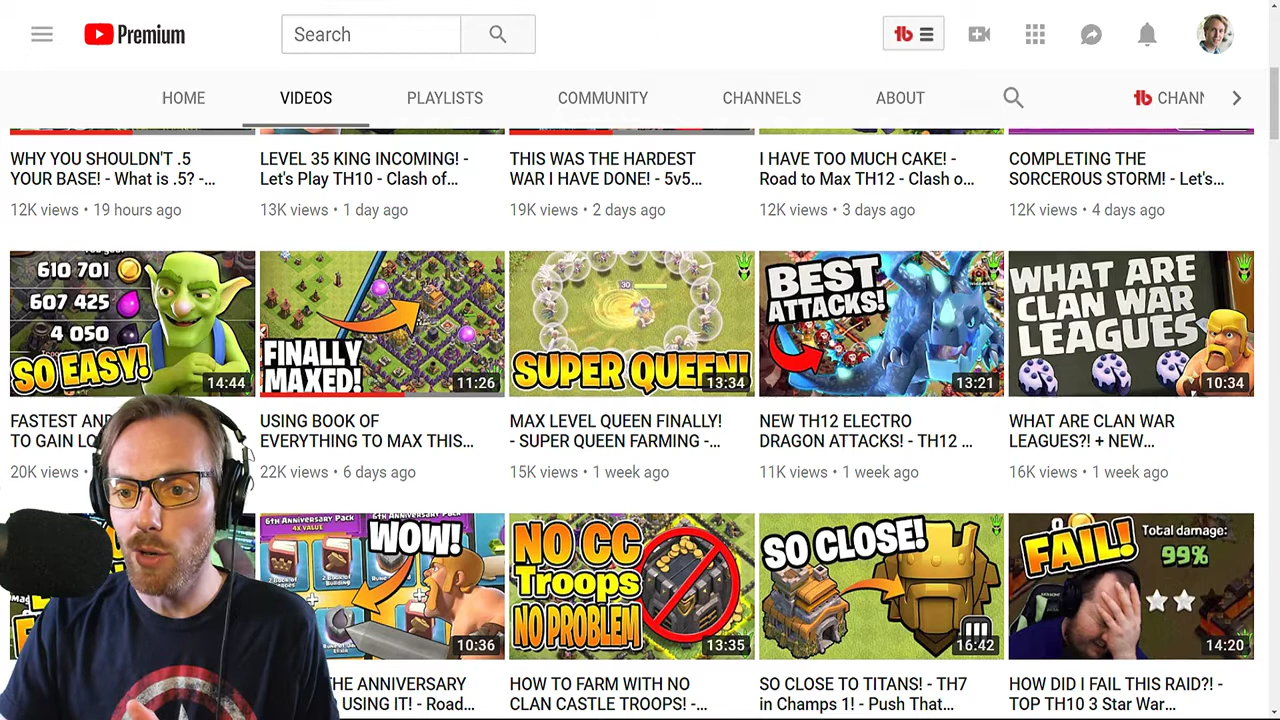 Premium
Search
HOME
VIDEOS
PLAYLISTS
COMMUNITY
CHANNELS
ABOUT
CHANN
WHY YOU SHOULDN'T .5
YOUR BASE! - What is .5? -...
12K views • 19 hours ago
LEVEL 35 KING INCOMING! -
Let's Play TH10 - Clash of...
13K views • 1 day ago
THIS WAS THE HARDEST
WAR I HAVE DONE! - 5v5...
19K views • 2 days ago
I HAVE TOO MUCH CAKE! -
Road to Max TH12 - Clash o...
12K views • 3 days ago
COMPLETING THE
SORCEROUS STORM! - Let's...
12K views • 4 days ago
610 701
607 425
4 050
SO EASY!
14:44
FINALLY
MAXED!
11:26
30
SUPER QUEEN!
13:34
BEST
ATTACKS!
13:21
WHAT ARE
CLAN WAR
LEAGUES
10:34
FASTEST AN
TO GAIN LO
20K views
USING BOOK OF
EVERYTHING TO MAX THIS...
22K views • 6 days ago
MAX LEVEL QUEEN FINALLY!
- SUPER QUEEN FARMING -...
15K views • 1 week ago
NEW TH12 ELECTRO
DRAGON ATTACKS! - TH12 ...
11K views • 1 week ago
WHAT ARE CLAN WAR
LEAGUES?! + NEW...
16K views • 1 week ago
6th Anniversary Pack
4X VALUE
WOW!
10:36
NO CC
Troops
NO PROBLEM
13:35
SO CLOSE!
16:42
FAIL!
Total damage:
99%
14:20
HE ANNIVERSARY
USING IT! - Road...
HOW TO FARM WITH NO
CLAN CASTLE TROOPS! -...
SO CLOSE TO TITANS! - TH7
in Champs 1! - Push That...
HOW DID I FAIL THIS RAID?! -
TOP TH10 3 Star War...